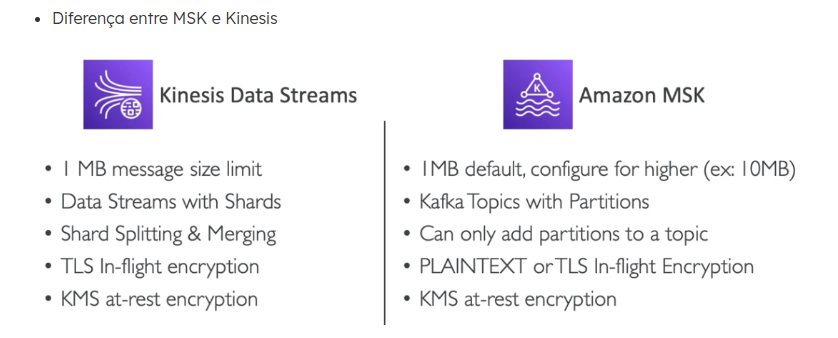 • Diferença entre MSK e Kinesis
Kinesis Data Streams
• 1 MB message size limit
• Data Streams with Shards
• Shard Splitting & Merging
• TLS In-flight encryption
• KMS at-rest encryption
K
Amazon MSK
• 1MB default, configure for higher (ex: 10MB)
• Kafka Topics with Partitions
• Can only add partitions to a topic
• PLAINTEXT or TLS In-flight Encryption
• KMS at-rest encryption